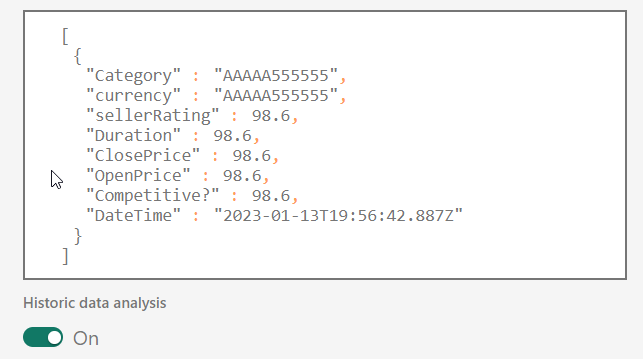 [
{
"Category" : "AAAAA555555",
"currency" : "AAAAA555555",
"sellerRating" : 98.6,
"Duration" : 98.6,
"ClosePrice" : 98.6,
"OpenPrice" : 98.6,
"Competitive?" : 98.6,
"DateTime" : "2023-01-13T19:56:42.887Z"
}
]
Historic data analysis
On